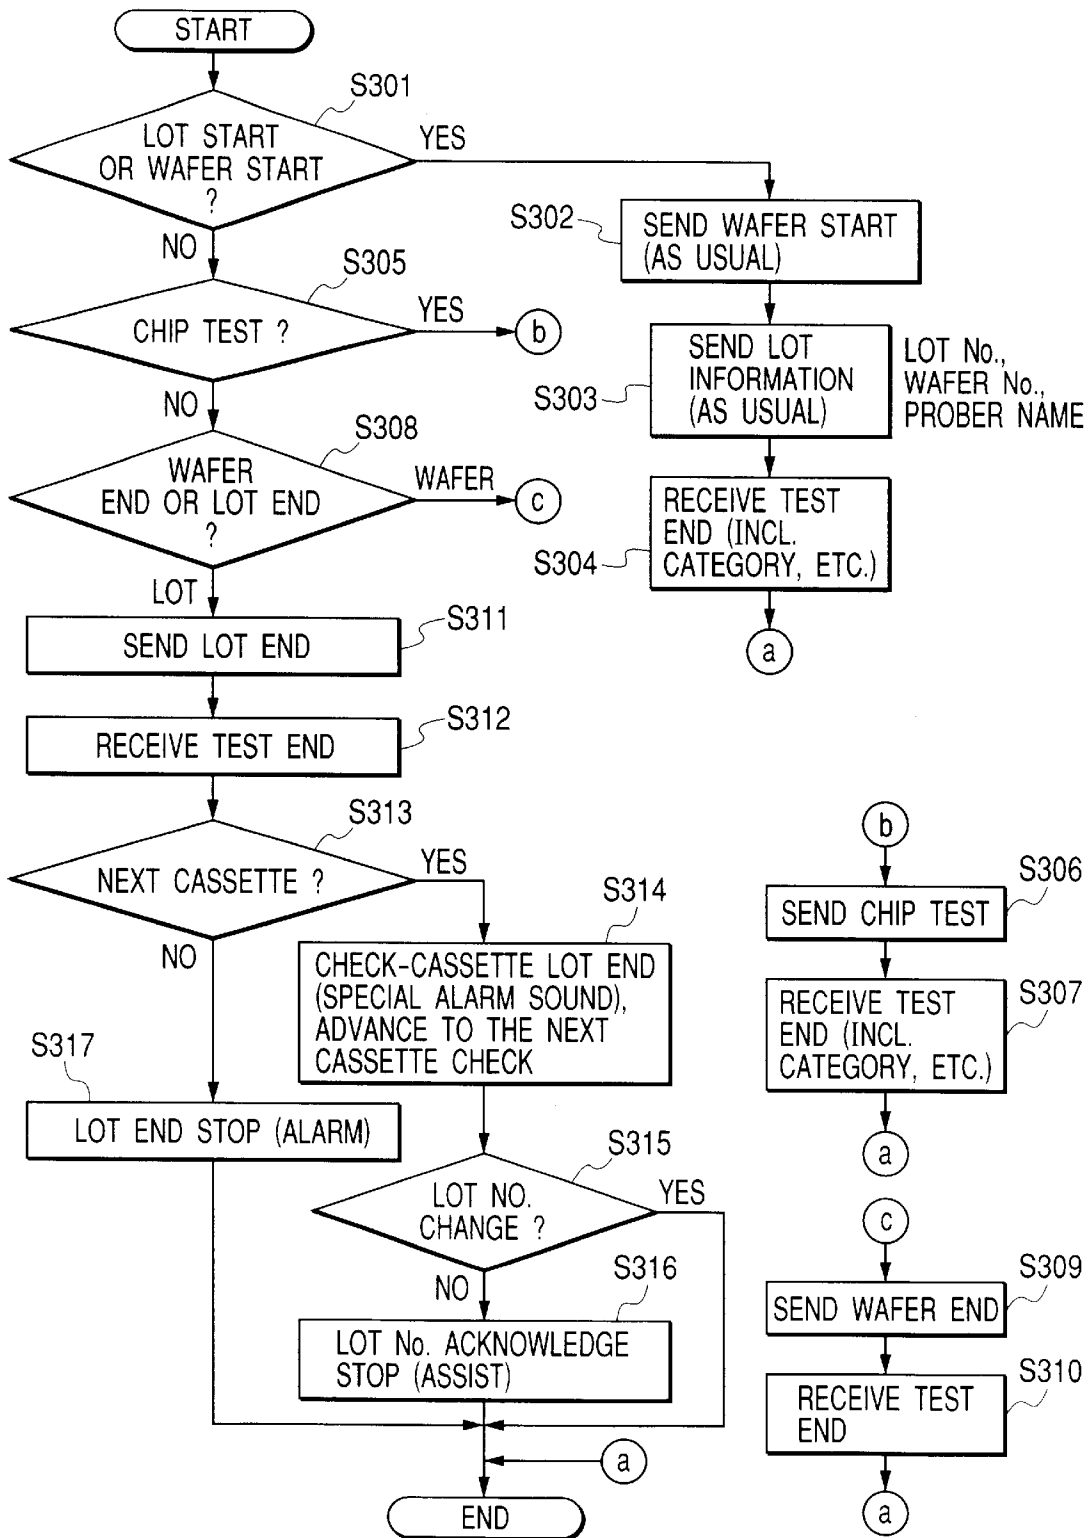 START
S301
LOT START
OR WAFER START
?
YES
NO
S302
SEND WAFER START
(AS USUAL)
S303
SEND LOT
INFORMATION
(AS USUAL)
LOT No.,
WAFER No.,
PROBER NAME
S304
RECEIVE TEST
END (INCL.
CATEGORY, ETC.)
a
S305
CHIP TEST ?
YES
b
NO
S308
WAFER
END OR LOT END
?
WAFER
c
LOT
S311
SEND LOT END
S312
RECEIVE TEST END
S313
NEXT CASSETTE ?
YES
NO
S314
CHECK-CASSETTE LOT END
(SPECIAL ALARM SOUND),
ADVANCE TO THE NEXT
CASSETTE CHECK
S317
LOT END STOP (ALARM)
S315
LOT NO.
CHANGE ?
YES
NO
S316
LOT No. ACKNOWLEDGE
STOP (ASSIST)
a
END
b
S306
SEND CHIP TEST
S307
RECEIVE TEST
END (INCL.
CATEGORY, ETC.)
a
c
S309
SEND WAFER END
S310
RECEIVE TEST
END
a